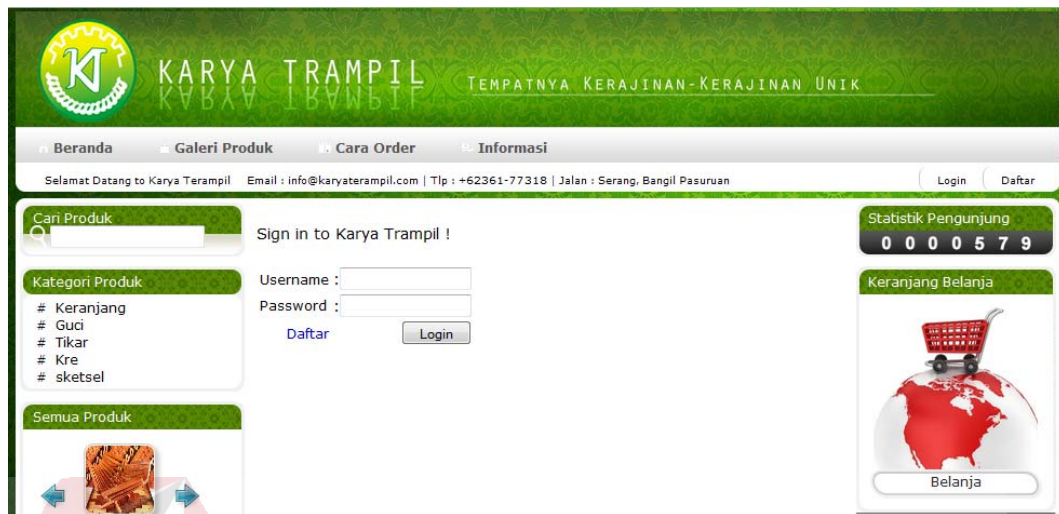 KT
KARYA TRAMPIL
TEMPATNYA KERAJINAN-KERAJINAN UNIK
Beranda Galeri Produk Cara Order Informasi
Selamat Datang to Karya Terampil Email : info@karyaterampil.com | Tlp : +62361-77318 | Jalan : Serang, Bangil Pasuruan Login Daftar
Cari Produk
Kategori Produk
# Keranjang
# Guci
# Tikar
# Kre
# sketsel
Semua Produk
Sign in to Karya Trampil !
Username :
Password :
Daftar Login
Statistik Pengunjung
0 0 0 0 5 7 9
Keranjang Belanja
Belanja